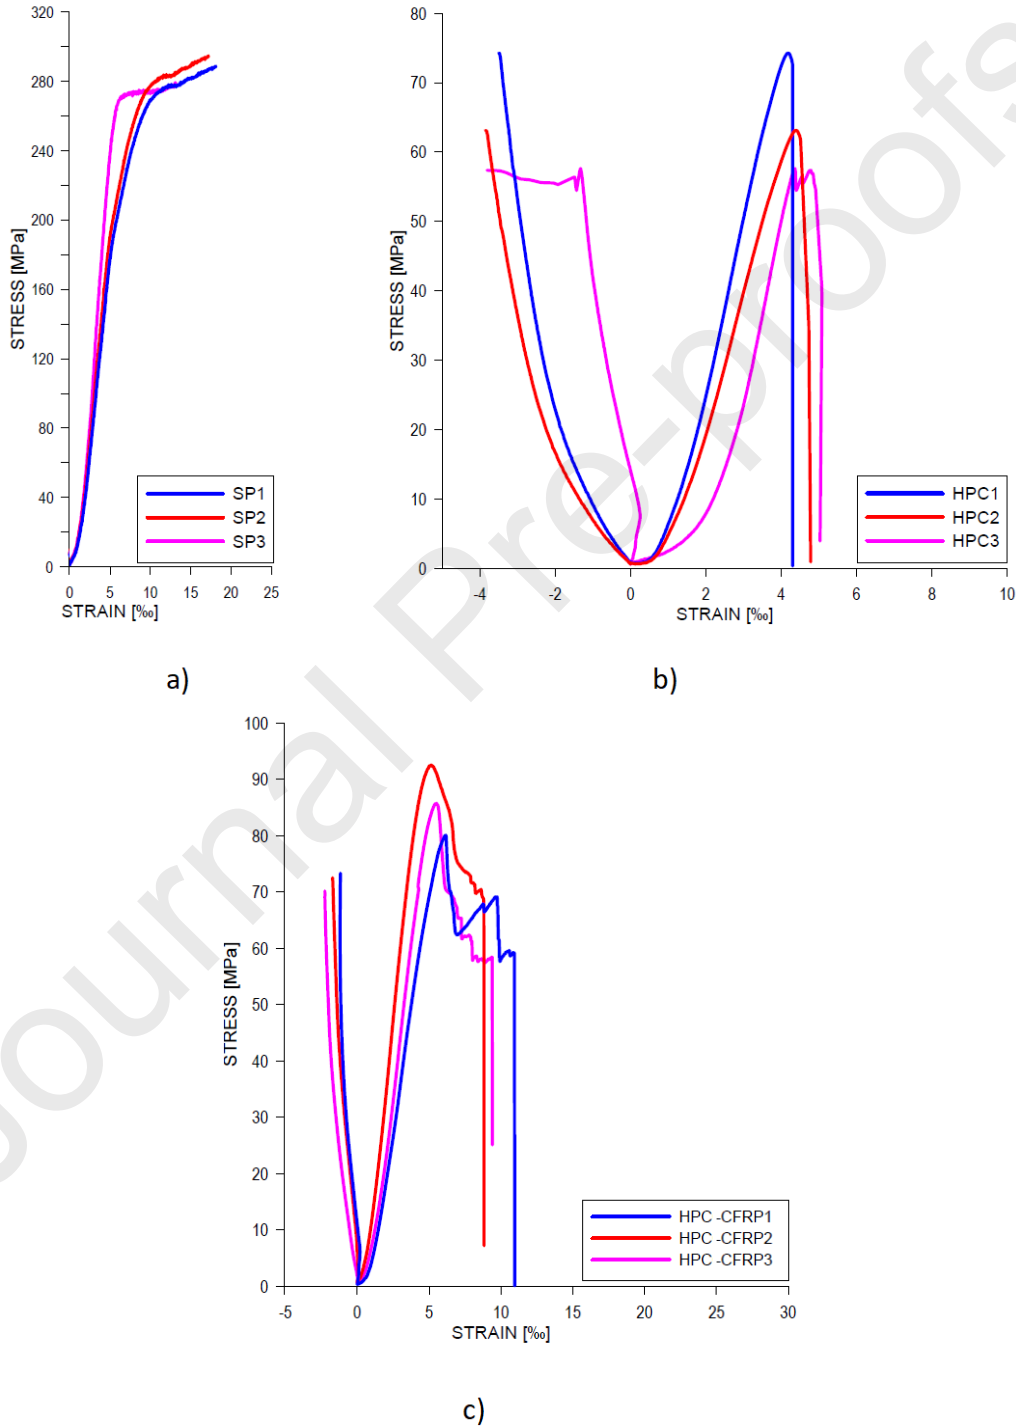 320
280
240
200
160
120
80
40
0
STRESS [MPa]
SP1
SP2
SP3
0 5 10 15 20 25
STRAIN [‰]
a)
80
70
60
50
40
30
20
10
0
STRESS [MPa]
HPC1
HPC2
HPC3
-4 -2 0 2 4 6 8 10
STRAIN [‰]
b)
100
90
80
70
60
50
40
30
20
10
0
STRESS [MPa]
HPC -CFRP1
HPC -CFRP2
HPC -CFRP3
-5 0 5 10 15 20 25 30
STRAIN [‰]
c)
Journal Pre-proofs